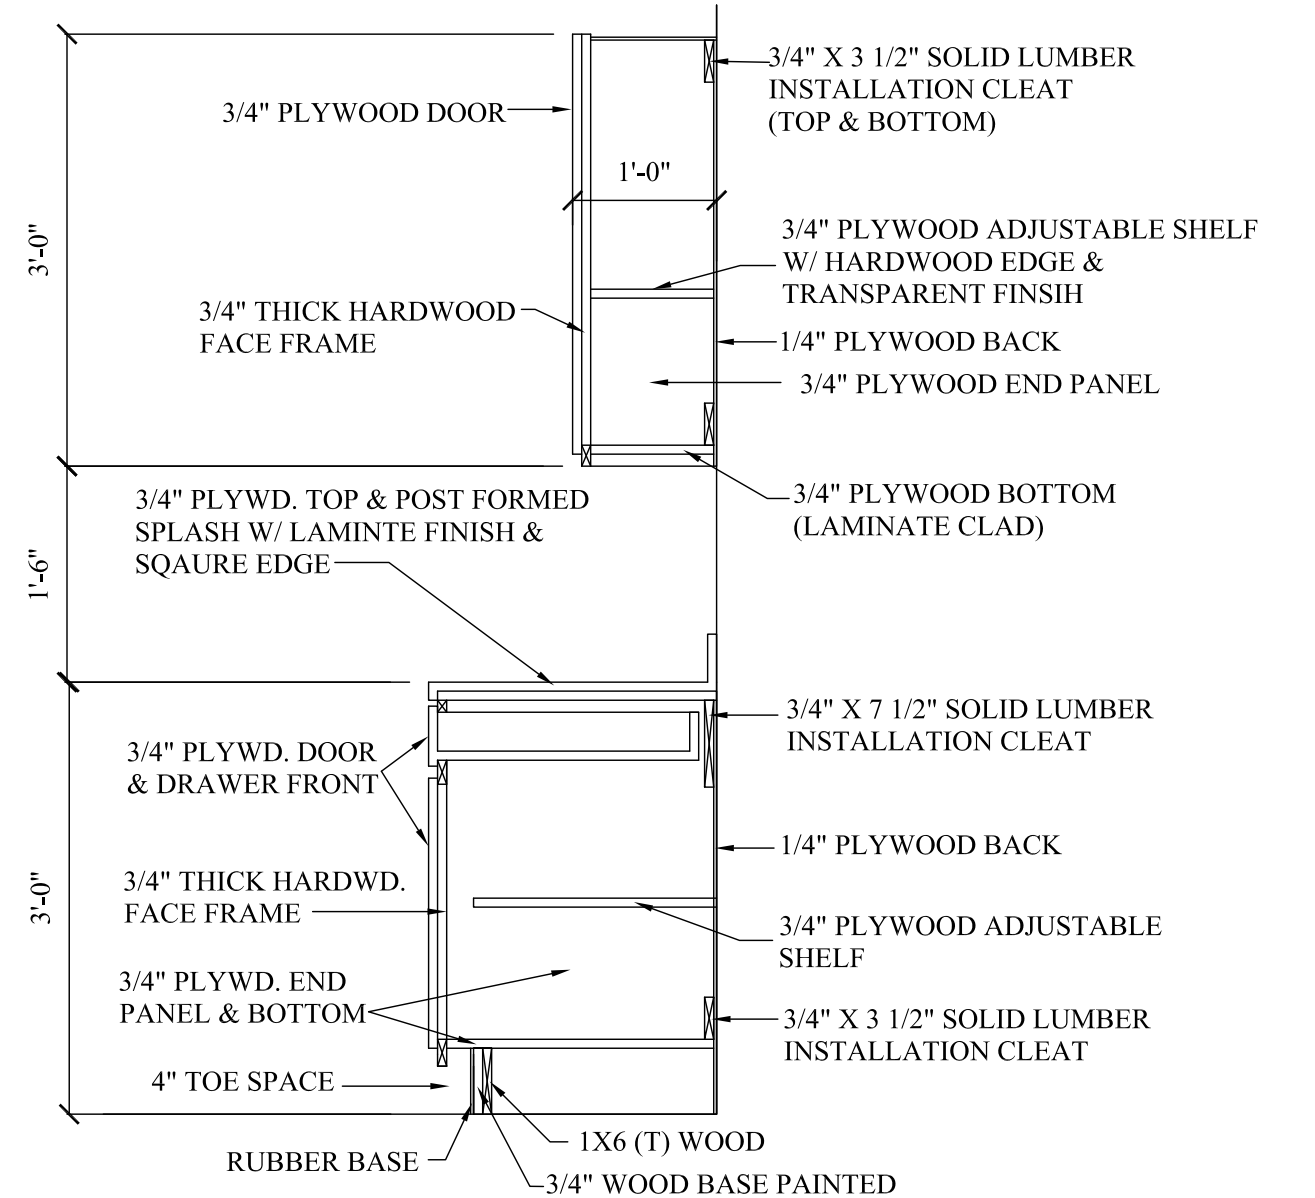 3/4" X 3 1/2" SOLID LUMBER
INSTALLATION CLEAT
(TOP & BOTTOM)
3/4" PLYWOOD DOOR
1'-0"
3/4" PLYWOOD ADJUSTABLE SHELF
W/ HARDWOOD EDGE &
TRANSPARENT FINSIH
3'-0"
3/4" THICK HARDWOOD
FACE FRAME
1/4" PLYWOOD BACK
3/4" PLYWOOD END PANEL
3/4" PLYWD. TOP & POST FORMED
SPLASH W/ LAMINTE FINISH &
SQAURE EDGE
3/4" PLYWOOD BOTTOM
(LAMINATE CLAD)
1'-6"
3/4" X 7 1/2" SOLID LUMBER
INSTALLATION CLEAT
3/4" PLYWD. DOOR
& DRAWER FRONT
1/4" PLYWOOD BACK
3/4" THICK HARDWD.
FACE FRAME
3'-0"
3/4" PLYWOOD ADJUSTABLE
SHELF
3/4" PLYWD. END
PANEL & BOTTOM
3/4" X 3 1/2" SOLID LUMBER
INSTALLATION CLEAT
4" TOE SPACE
1X6 (T) WOOD
RUBBER BASE
3/4" WOOD BASE PAINTED